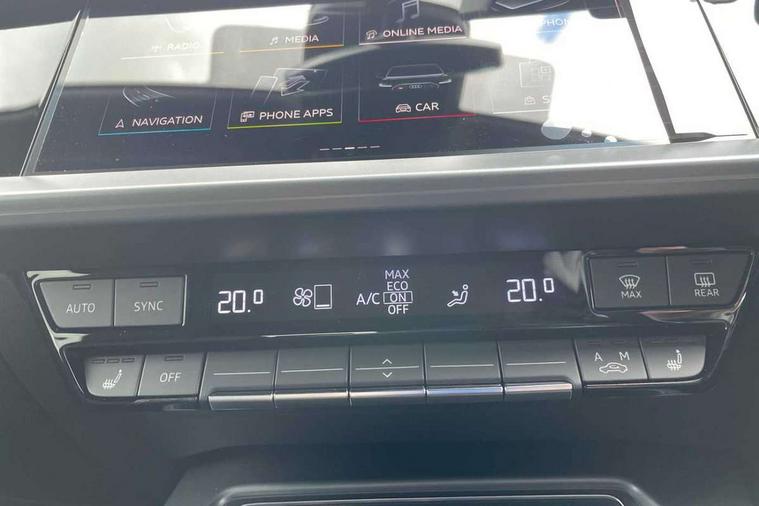 RADIO
MEDIA
ONLINE MEDIA
PHON
NAVIGATION
PHONE APPS
CAR
S
AUTO
SYNC
20.0
A/C
MAX
ECO
ON
OFF
20.0
MAX
REAR
OFF
A M